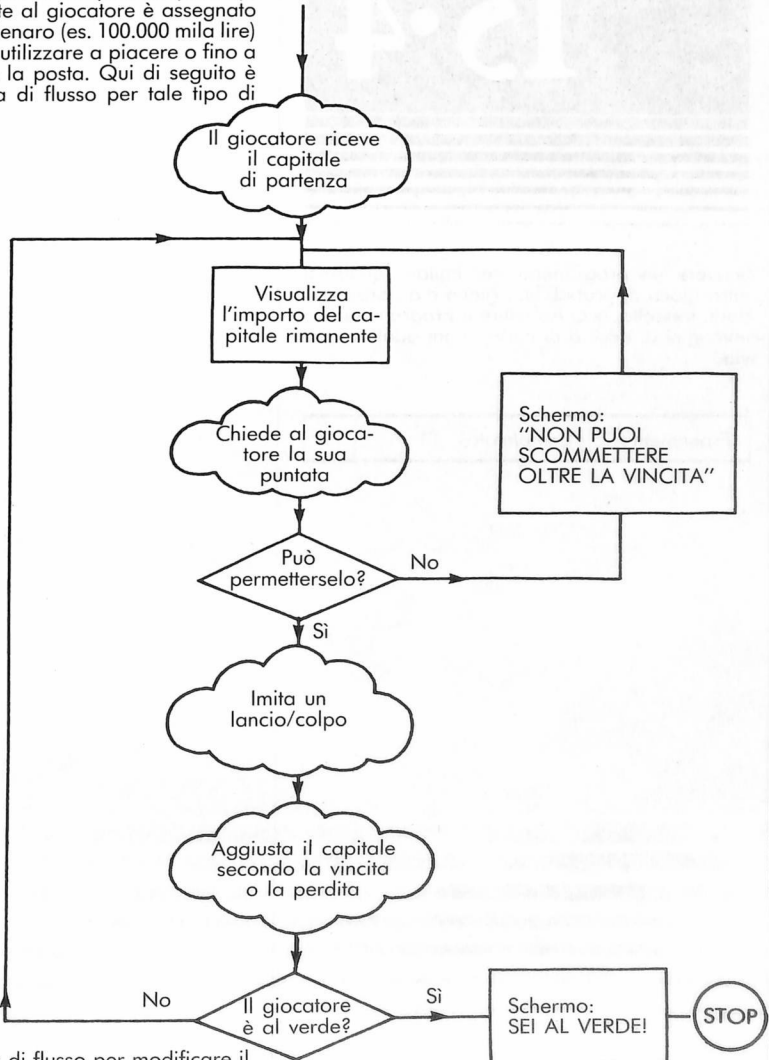 te al giocatore è assegnato
enaro (es. 100.000 mila lire)
utilizzare a piacere o fino a
la posta. Qui di seguito è
a di flusso per tale tipo di
Il giocatore riceve
il capitale
di partenza
Visualizza
l'importo del ca-
pitale rimanente
Chiede al gioca-
tore la sua
puntata
Schermo:
"NON PUOI
SCOMMETTERE
OLTRE LA VINCITA"
Può
permetterselo?
No
Sì
Imita un
lancio/colpo
Aggiusta il capitale
secondo la vincita
o la perdita
No
Il giocatore
è al verde?
Sì
Schermo:
SEI AL VERDE!
STOP
di flusso per modificare il